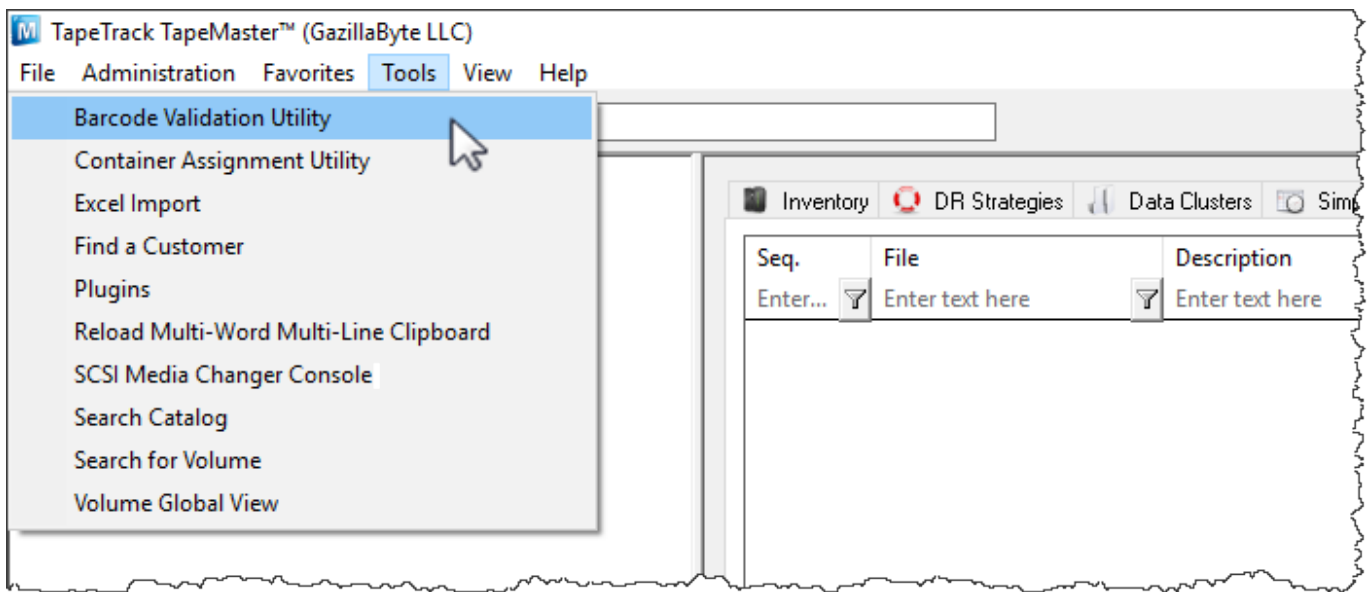 TapeTrack TapeMaster™ (GazillaByte LLC)
File Administration Favorites Tools View Help
Barcode Validation Utility
Container Assignment Utility
Excel Import
Find a Customer
Plugins
Reload Multi-Word Multi-Line Clipboard
SCSI Media Changer Console
Search Catalog
Search for Volume
Volume Global View
Inventory DR Strategies Data Clusters
Seq. File Description
Enter... Enter text here Enter text here